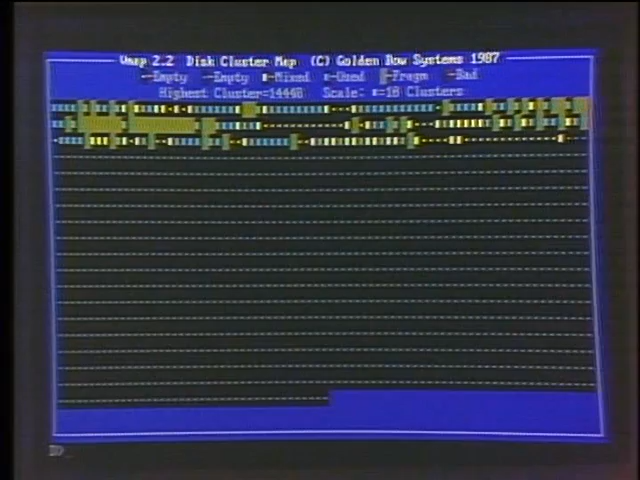 Vmap 2.2 Disk Cluster Map (C) Golden Bow Systems 1987
Empty Empty Mixed Used Fragm Bad
Highest Cluster=14448 Scale: =18 Clusters